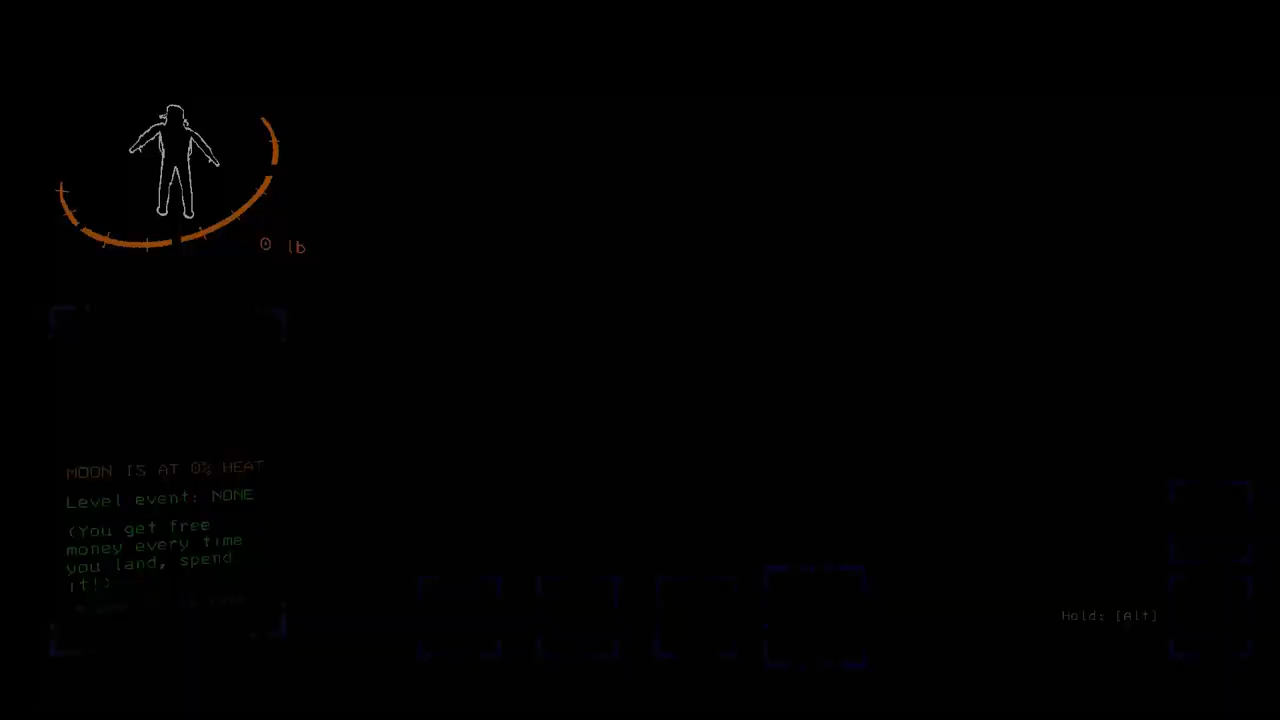 0 lb
MOON IS AT 0% HEAT
Level event: NONE
(You get free
money every time
you land, spend
it!)
Hold: [Alt]